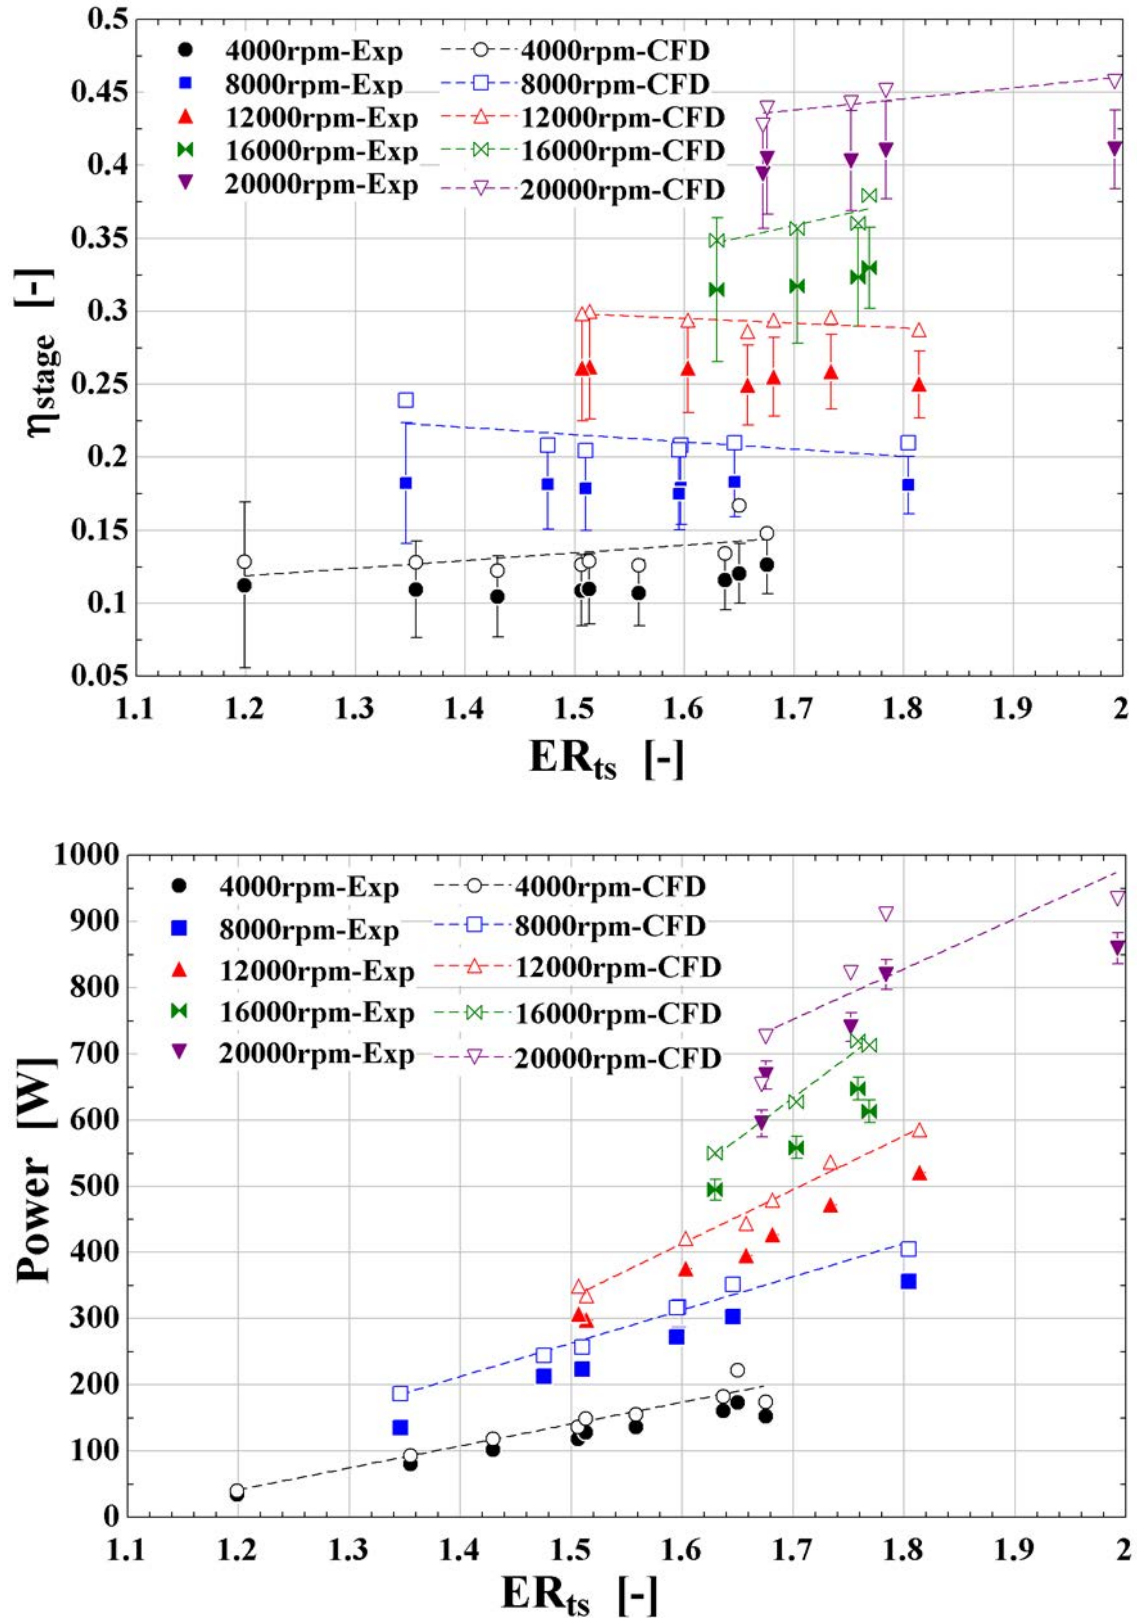 0.5
0.45
0.4
0.35
0.3
0.25
0.2
0.15
0.1
0.05
ηstage [-]
4000rpm-Exp 4000rpm-CFD
8000rpm-Exp 8000rpm-CFD
12000rpm-Exp 12000rpm-CFD
16000rpm-Exp 16000rpm-CFD
20000rpm-Exp 20000rpm-CFD
1.1 1.2 1.3 1.4 1.5 1.6 1.7 1.8 1.9 2
ERts [-]
1000
900
800
700
600
500
400
300
200
100
0
Power [W]
4000rpm-Exp 4000rpm-CFD
8000rpm-Exp 8000rpm-CFD
12000rpm-Exp 12000rpm-CFD
16000rpm-Exp 16000rpm-CFD
20000rpm-Exp 20000rpm-CFD
1.1 1.2 1.3 1.4 1.5 1.6 1.7 1.8 1.9 2
ERts [-]